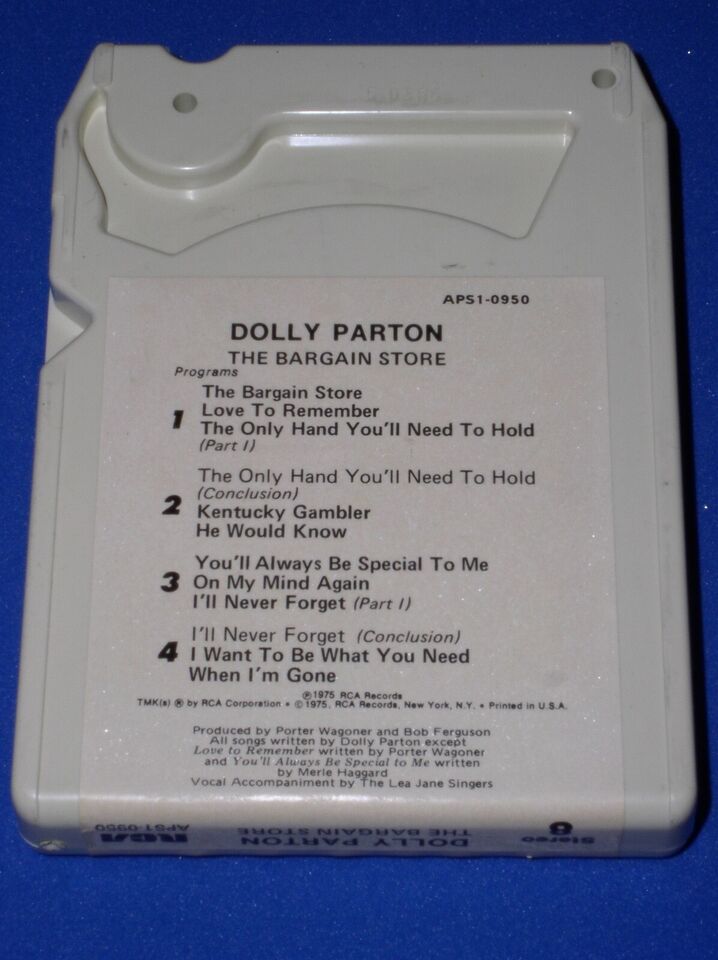 APS1-0950
DOLLY PARTON
THE BARGAIN STORE
Programs
1
The Bargain Store
Love To Remember
The Only Hand You'll Need To Hold
(Part I)
2
The Only Hand You'll Need To Hold
(Conclusion)
Kentucky Gambler
He Would Know
3
You'll Always Be Special To Me
On My Mind Again
I'll Never Forget (Part I)
4
I'll Never Forget (Conclusion)
I Want To Be What You Need
When I'm Gone
℗1975 RCA Records
TMK(s) ® by RCA Corporation • © 1975, RCA Records, New York, N.Y. • Printed in U.S.A.
Produced by Porter Wagoner and Bob Ferguson
All songs written by Dolly Parton except
Love to Remember written by Porter Wagoner
and You'll Always Be Special to Me written
by Merle Haggard
Vocal Accompaniment by The Lea Jane Singers
Stereo 8
DOLLY PARTON
THE BARGAIN STORE
RCA
APS1-0950